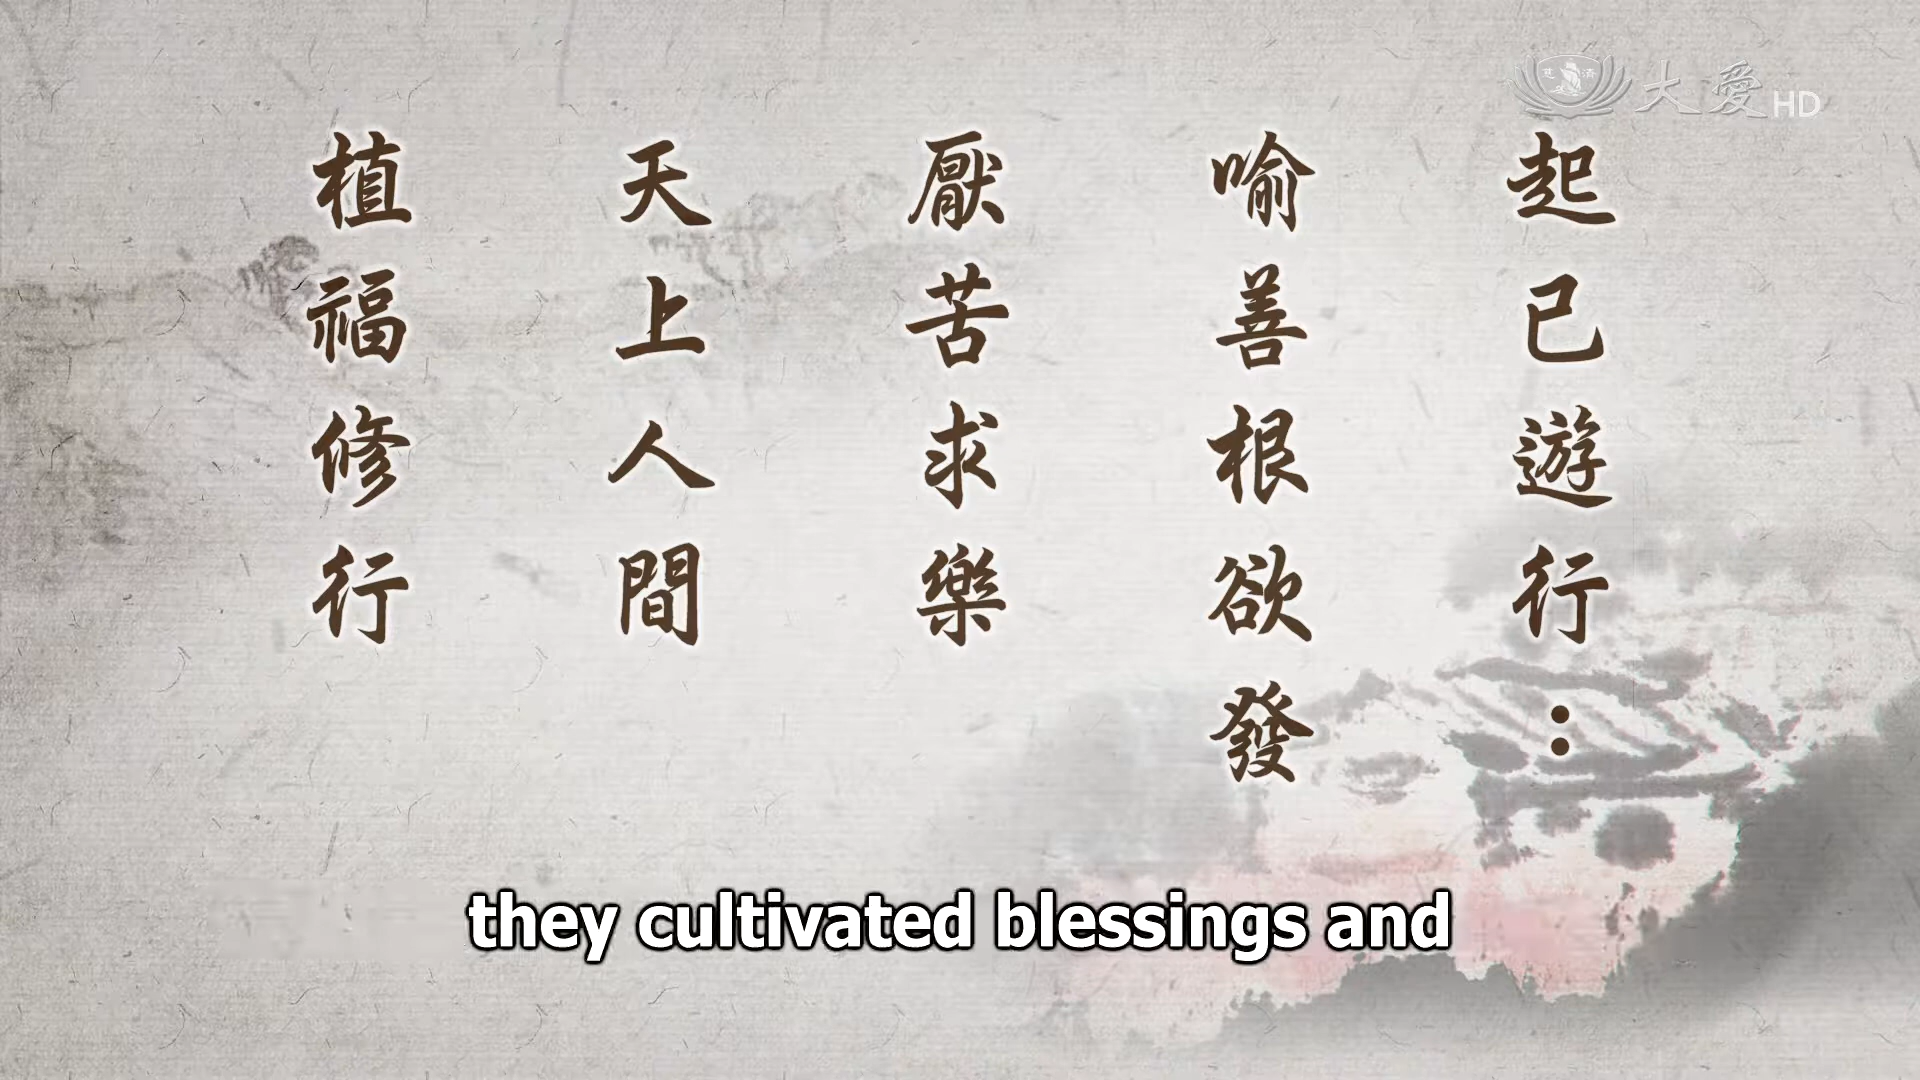 大愛HD
起已遊行：
喻善根欲發
厭苦求樂
天上人間
植福修行
they cultivated blessings and